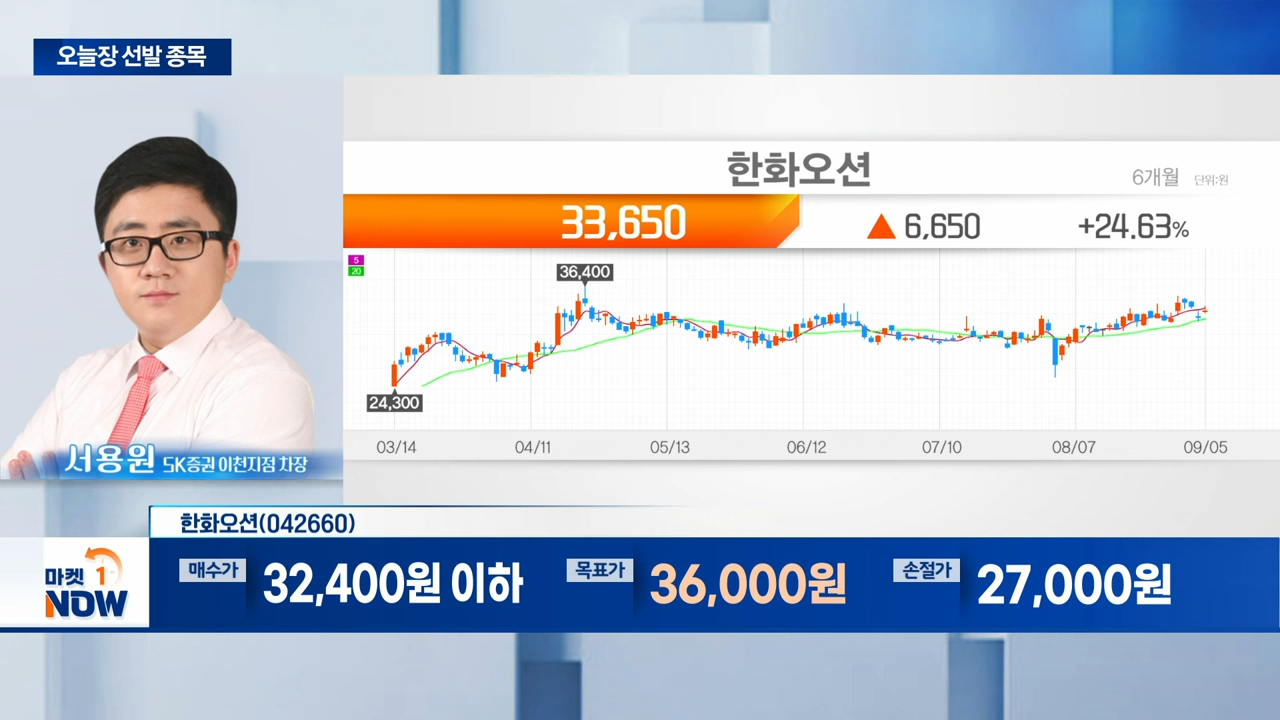 오늘장 선발 종목
한화오션
6개월 단위:원
33,650 ▲ 6,650 +24.63%
5
20
36,400
24,300
03/14 04/11 05/13 06/12 07/10 08/07 09/05
서용원 SK증권 이천지점 차장
한화오션(042660)
마켓 1
NOW
매수가 32,400원 이하 목표가 36,000원 손절가 27,000원